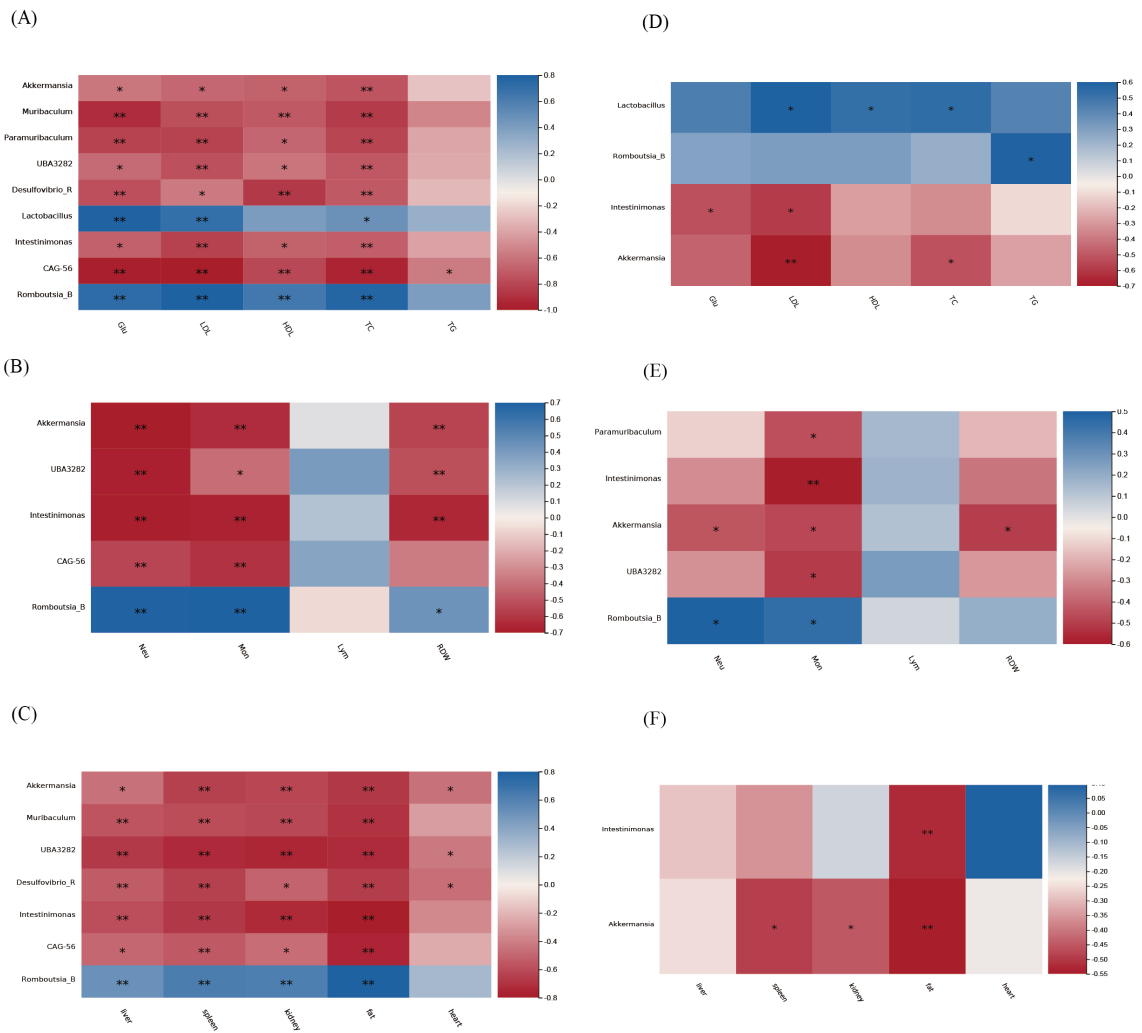 (A)
Akkermansia * * * ** 0.8
Muribaculum ** ** ** ** 0.6
Paramuribaculum ** ** * ** 0.4
UBA3282 * ** * ** 0.2
Desulfovibrio_R ** * ** ** 0.0
Lactobacillus ** ** * -0.2
Intestinimonas * ** * ** -0.4
CAG-56 ** ** ** ** * -0.6
Romboutsia_B ** ** ** ** -0.8
-1.0
Glu LDL HDL TC TG
(D)
0.6
Lactobacillus * * * 0.5
0.4
0.3
Romboutsia_B * 0.2
0.1
0.0
-0.1
Intestinimonas * * -0.2
-0.3
-0.4
Akkermansia ** * -0.5
-0.6
-0.7
Glu LDL HDL TC TG
(B)
0.7
Akkermansia ** ** ** 0.6
0.5
0.4
UBA3282 ** * ** 0.3
0.2
0.1
Intestinimonas ** ** ** 0.0
-0.1
-0.2
CAG-56 ** ** -0.3
-0.4
-0.5
Romboutsia_B ** ** * -0.6
-0.7
Neu Mon Lym RDW
(E)
0.5
Paramuribaculum * 0.4
0.3
Intestinimonas ** 0.2
0.1
0.0
Akkermansia * * * -0.1
-0.2
UBA3282 * -0.3
-0.4
Romboutsia_B * * -0.5
-0.6
Neu Mon Lym RDW
(C)
0.8
Akkermansia * ** ** ** * 0.6
Muribaculum ** ** ** ** 0.4
UBA3282 ** ** ** ** * 0.2
Desulfovibrio_R ** ** * ** * 0.0
Intestinimonas ** ** ** ** -0.2
CAG-56 * ** * ** -0.4
Romboutsia_B ** ** ** ** -0.6
-0.8
liver spleen kidney fat heart
(F)
0.05
0.00
Intestinimonas ** -0.05
-0.10
-0.15
-0.20
-0.25
-0.30
-0.35
Akkermansia * * ** -0.40
-0.45
-0.50
-0.55
liver spleen kidney fat heart